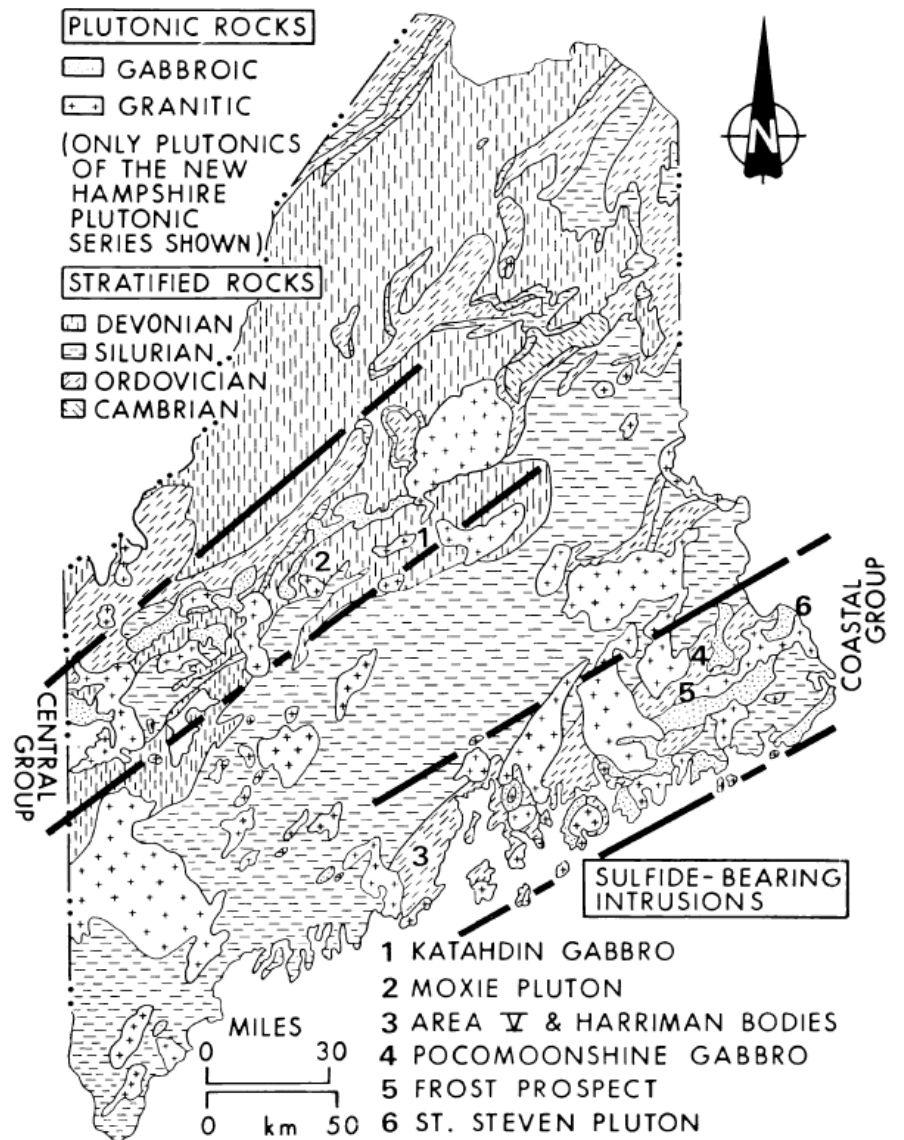 PLUTONIC ROCKS
GABBROIC
GRANITIC
(ONLY PLUTONICS
OF THE NEW
HAMPSHIRE
PLUTONIC
SERIES SHOWN)
STRATIFIED ROCKS
DEVONIAN
SILURIAN
ORDOVICIAN
CAMBRIAN
N
1
2
3
4
5
6
COASTAL
GROUP
CENTRAL
GROUP
SULFIDE-BEARING
INTRUSIONS
1 KATAHDIN GABBRO
2 MOXIE PLUTON
3 AREA V & HARRIMAN BODIES
4 POCOMOONSHINE GABBRO
5 FROST PROSPECT
6 ST. STEVEN PLUTON
MILES
0 30
0 km 50